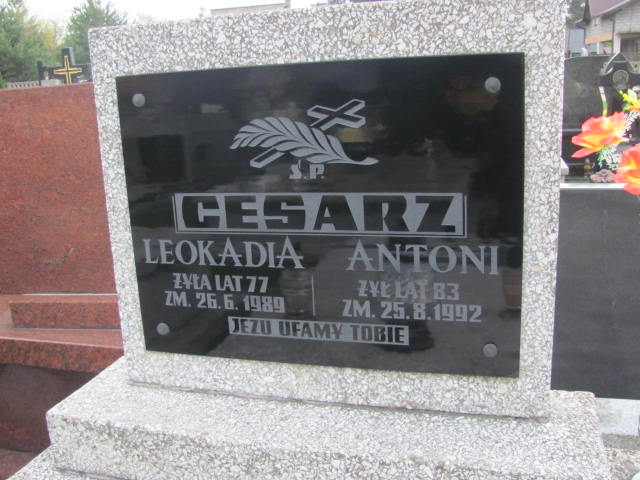 Ś.P.
CESARZ
LEOKADIA ANTONI
ŻYŁA LAT 77 ŻYŁ LAT 83
ZM. 26. 6. 1989 ZM. 25. 8. 1992
JEZU UFAMY TOBIE